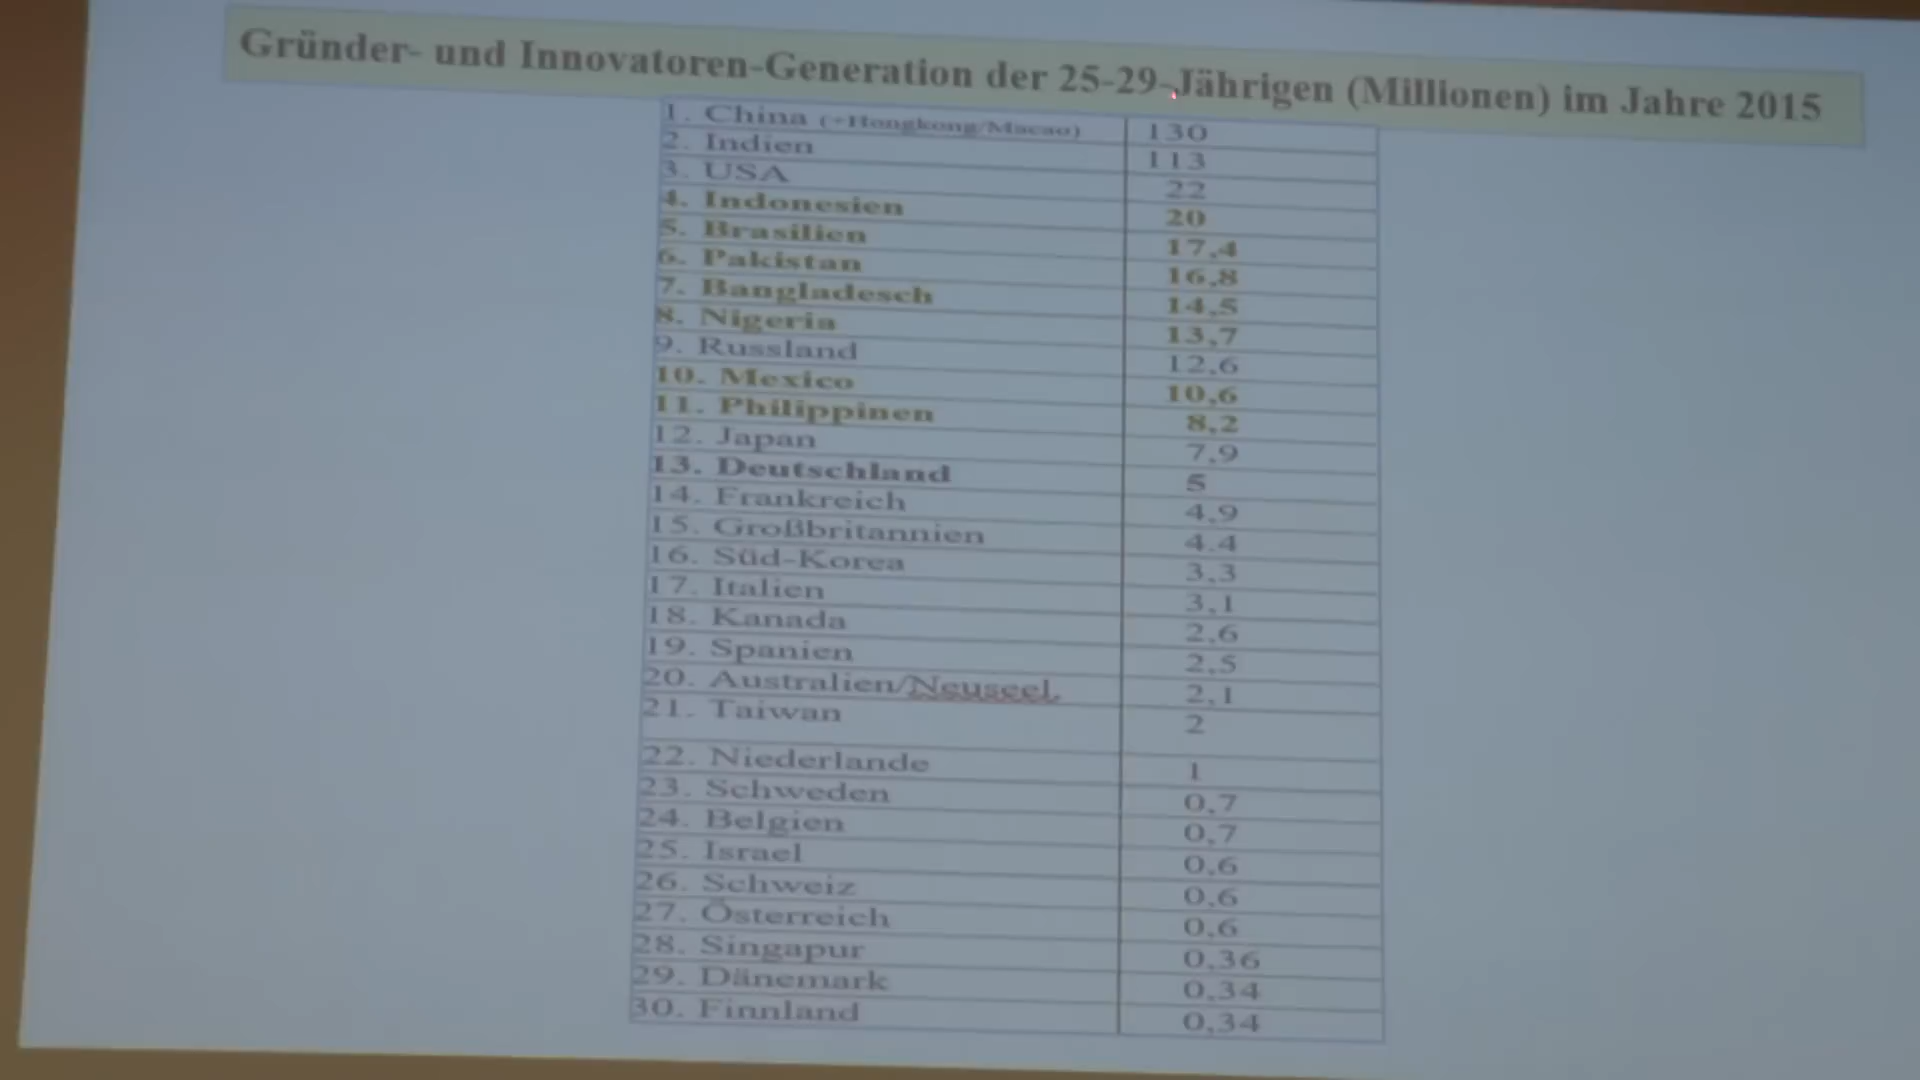 Gründer- und Innovatoren-Generation der 25-29-Jährigen (Millionen) im Jahre 2015
1. China (+Hongkong/Macao) 130
2. Indien 113
3. USA 22
4. Indonesien 20
5. Brasilien 17,4
6. Pakistan 16,8
7. Bangladesch 14,5
8. Nigeria 13,7
9. Russland 12,6
10. Mexico 10,6
11. Philippinen 8,2
12. Japan 7,9
13. Deutschland 5
14. Frankreich 4,9
15. Großbritannien 4.4
16. Süd-Korea 3,3
17. Italien 3,1
18. Kanada 2,6
19. Spanien 2,5
20. Australien/Neuseel. 2,1
21. Taiwan 2
22. Niederlande 1
23. Schweden 0,7
24. Belgien 0,7
25. Israel 0,6
26. Schweiz 0,6
27. Österreich 0,6
28. Singapur 0,36
29. Dänemark 0,34
30. Finnland 0,34